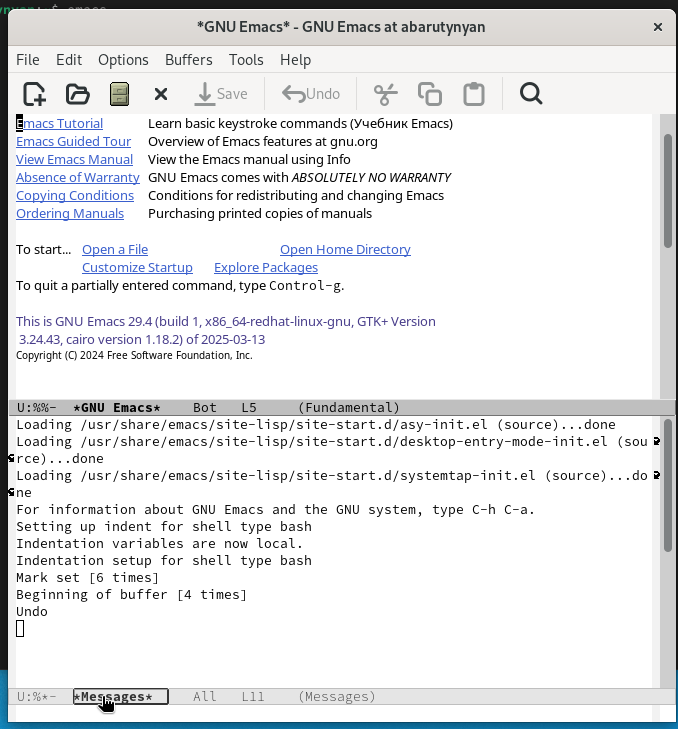 *GNU Emacs* - GNU Emacs at abarutynyan
File Edit Options Buffers Tools Help
Save Undo
Emacs Tutorial Learn basic keystroke commands (Учебник Emacs)
Emacs Guided Tour Overview of Emacs features at gnu.org
View Emacs Manual View the Emacs manual using Info
Absence of Warranty GNU Emacs comes with ABSOLUTELY NO WARRANTY
Copying Conditions Conditions for redistributing and changing Emacs
Ordering Manuals Purchasing printed copies of manuals
To start... Open a File Open Home Directory
Customize Startup Explore Packages
To quit a partially entered command, type Control-g.
This is GNU Emacs 29.4 (build 1, x86_64-redhat-linux-gnu, GTK+ Version
3.24.43, cairo version 1.18.2) of 2025-03-13
Copyright (C) 2024 Free Software Foundation, Inc.
U:%%- *GNU Emacs* Bot L5 (Fundamental)
Loading /usr/share/emacs/site-lisp/site-start.d/asy-init.el (source)...done
Loading /usr/share/emacs/site-lisp/site-start.d/desktop-entry-mode-init.el (sou
rce)...done
Loading /usr/share/emacs/site-lisp/site-start.d/systemtap-init.el (source)...do
ne
For information about GNU Emacs and the GNU system, type C-h C-a.
Setting up indent for shell type bash
Indentation variables are now local.
Indentation setup for shell type bash
Mark set [6 times]
Beginning of buffer [4 times]
Undo
U:%*- *Messages* All L11 (Messages)